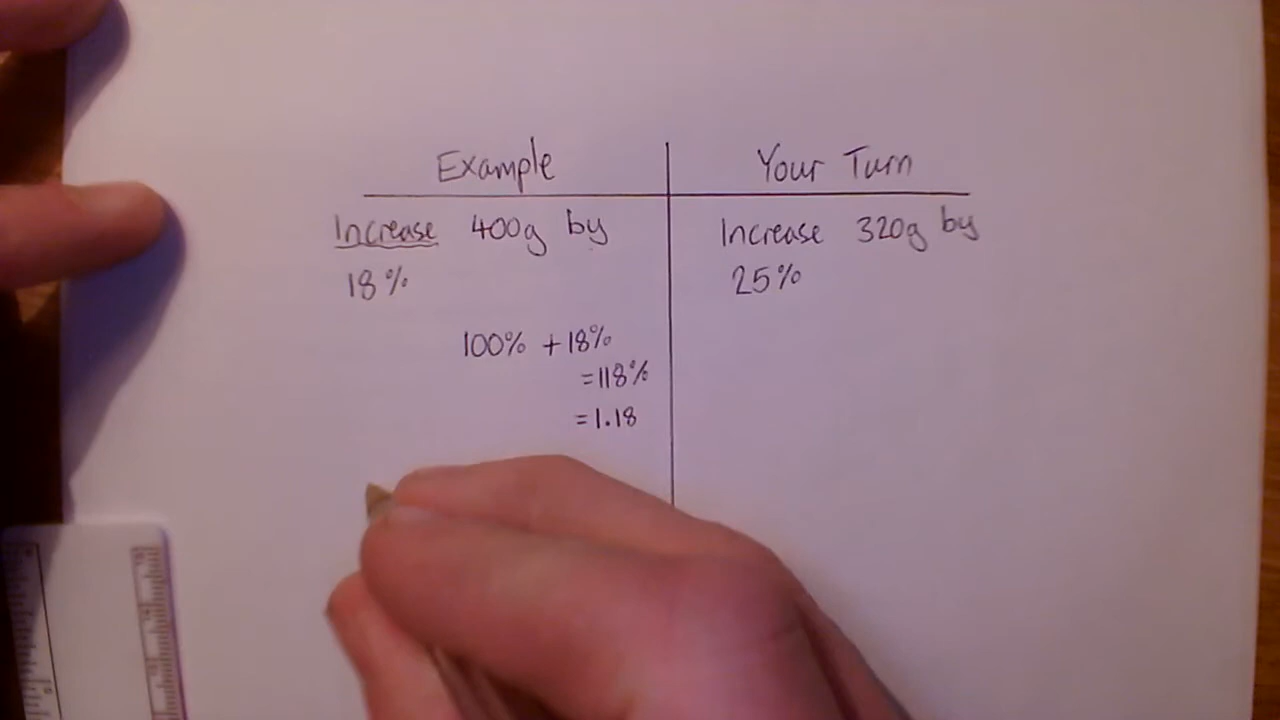 Example
Your Turn
Increase 400g by
18%
100% + 18%
= 118%
= 1.18
Increase 320g by
25%